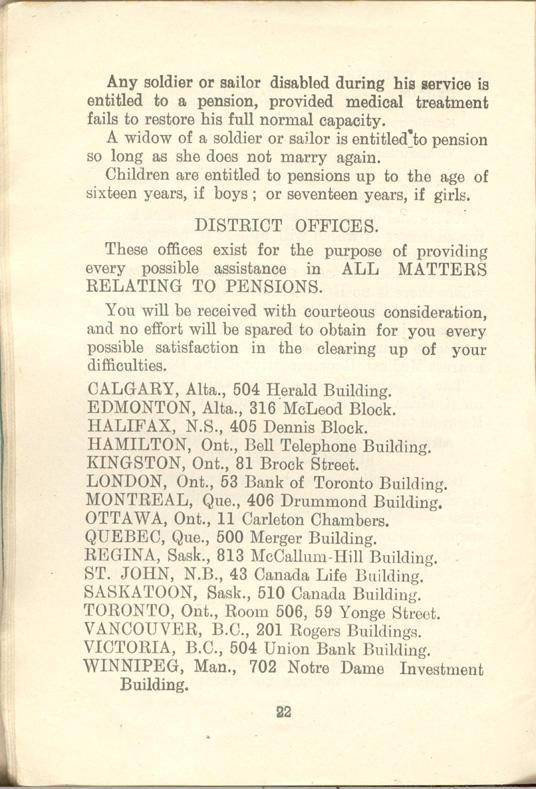 Any soldier or sailor disabled during his service is
entitled to a pension, provided medical treatment
fails to restore his full normal capacity.
A widow of a soldier or sailor is entitled to pension
so long as she does not marry again.
Children are entitled to pensions up to the age of
sixteen years, if boys ; or seventeen years, if girls.
DISTRICT OFFICES.
These offices exist for the purpose of providing
every possible assistance in ALL MATTERS
RELATING TO PENSIONS.
You will be received with courteous consideration,
and no effort will be spared to obtain for you every
possible satisfaction in the clearing up of your
difficulties.
CALGARY, Alta., 504 Herald Building.
EDMONTON, Alta., 316 McLeod Block.
HALIFAX, N.S., 405 Dennis Block.
HAMILTON, Ont., Bell Telephone Building.
KINGSTON, Ont., 81 Brock Street.
LONDON, Ont., 53 Bank of Toronto Building.
MONTREAL, Que., 406 Drummond Building.
OTTAWA, Ont., 11 Carleton Chambers.
QUEBEC, Que., 500 Merger Building.
REGINA, Sask., 813 McCallum-Hill Building.
ST. JOHN, N.B., 43 Canada Life Building.
SASKATOON, Sask., 510 Canada Building.
TORONTO, Ont., Room 506, 59 Yonge Street.
VANCOUVER, B.C., 201 Rogers Buildings.
VICTORIA, B.C., 504 Union Bank Building.
WINNIPEG, Man., 702 Notre Dame Investment
Building.
22